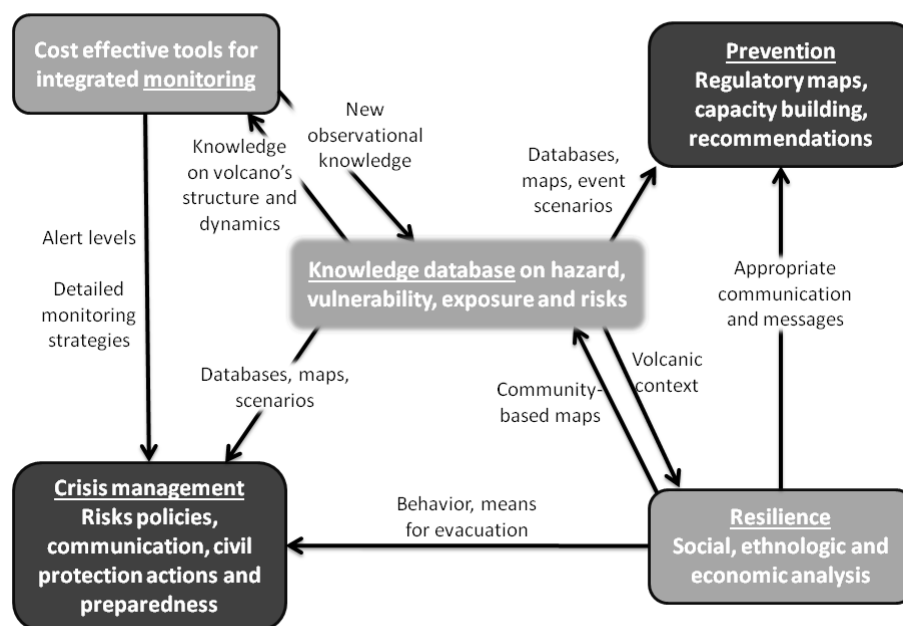 Cost effective tools for
integrated monitoring
Prevention
Regulatory maps,
capacity building,
recommendations
New
observational
knowledge
Knowledge
on volcano's
structure and
dynamics
Databases,
maps, event
scenarios
Alert levels
Detailed
monitoring
strategies
Knowledge database on hazard,
vulnerability, exposure and risks
Appropriate
communication
and messages
Databases, maps,
scenarios
Community-
based maps
Volcanic
context
Crisis management
Risks policies,
communication, civil
protection actions and
preparedness
Behavior, means
for evacuation
Resilience
Social, ethnologic and
economic analysis